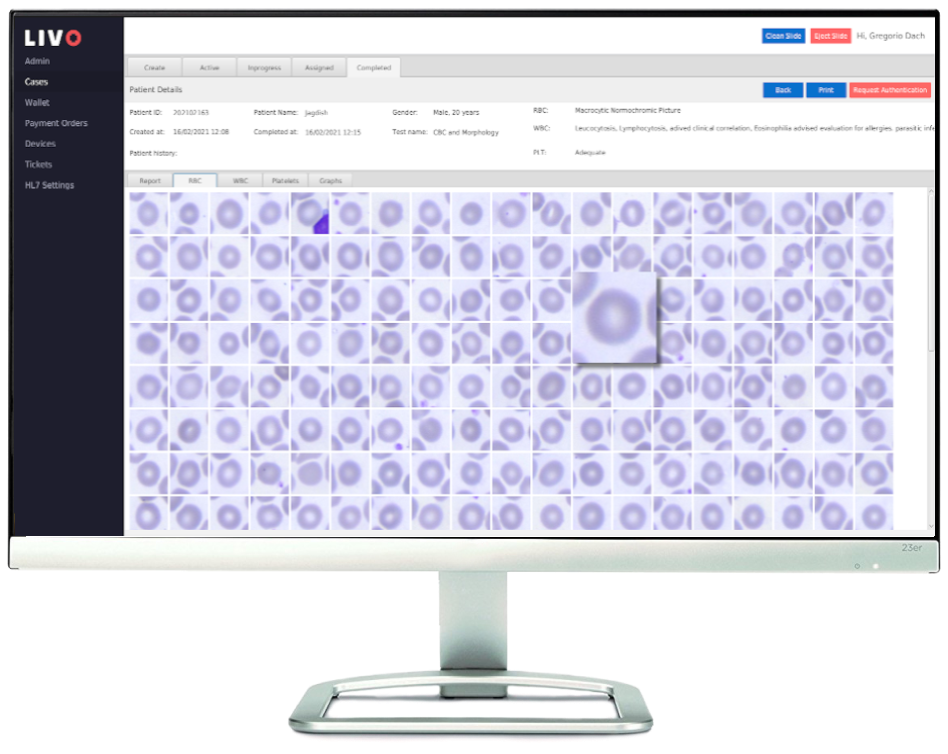 LIVO
Clean Slide Eject Slide Hi, Gregorio Dach
Admin
Cases
Wallet
Payment Orders
Devices
Tickets
HL7 Settings
Create Active Inprogress Assigned Completed
Patient Details
Back Print Request Authentication
Patient ID: 202102163 Patient Name: Jagdish Gender: Male, 20 years RBC: Macrocytic Normochromic Picture
Created at: 16/02/2021 12:08 Completed at: 16/02/2021 12:15 Test name: CBC and Morphology WBC: Leucocytosis, Lymphocytosis, adived clinical correlation, Eosinophilia advised evaluation for allergies, parasitic infe
Patient history: PLT: Adequate
Report RBC WBC Platelets Graphs
23er